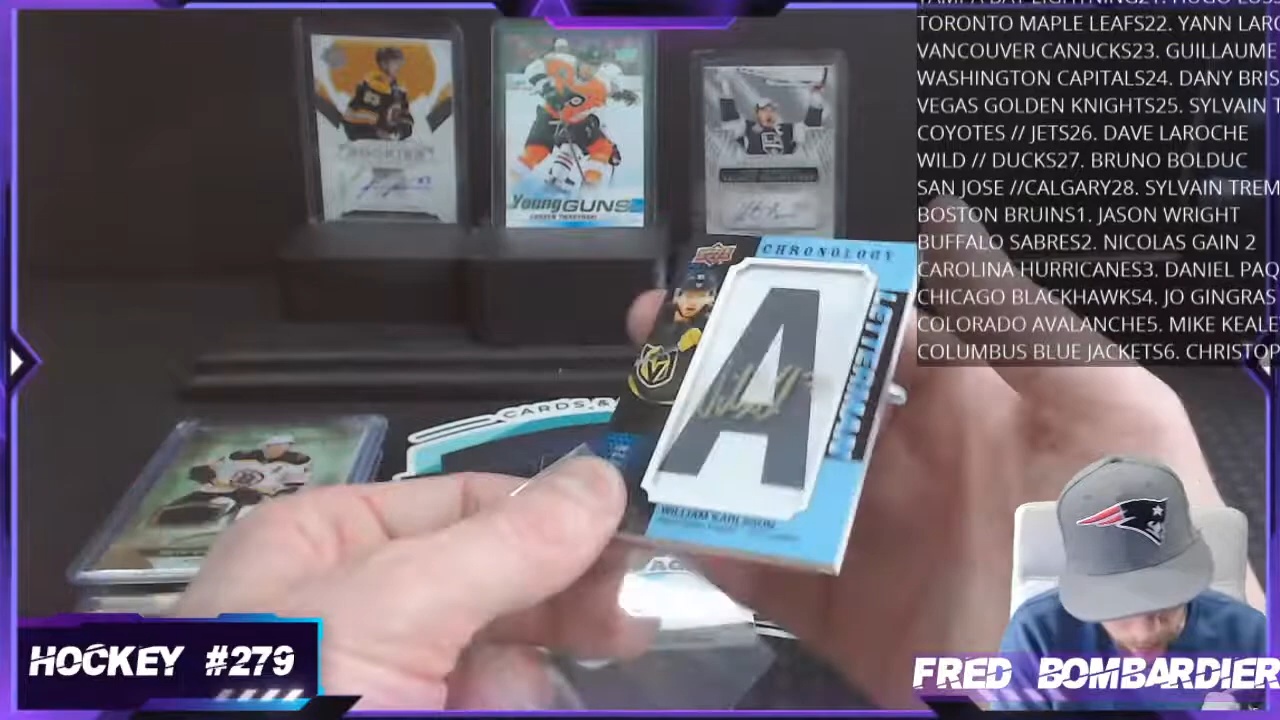 TORONTO MAPLE LEAFS22. YANN LARO
VANCOUVER CANUCKS23. GUILLAUME
WASHINGTON CAPITALS24. DANY BRIS
VEGAS GOLDEN KNIGHTS25. SYLVAIN T
COYOTES // JETS26. DAVE LAROCHE
WILD // DUCKS27. BRUNO BOLDUC
SAN JOSE //CALGARY28. SYLVAIN TREM
BOSTON BRUINS1. JASON WRIGHT
BUFFALO SABRES2. NICOLAS GAIN 2
CAROLINA HURRICANES3. DANIEL PAQ
CHICAGO BLACKHAWKS4. JO GINGRAS
COLORADO AVALANCHE5. MIKE KEALE
COLUMBUS BLUE JACKETS6. CHRISTOP
ROOKIES
Young GUNS
CHRONOLOGY
LETTERMAN
A
WILLIAM KARLSSON
CARDS &
HOCKEY #279
FRED BOMBARDIER